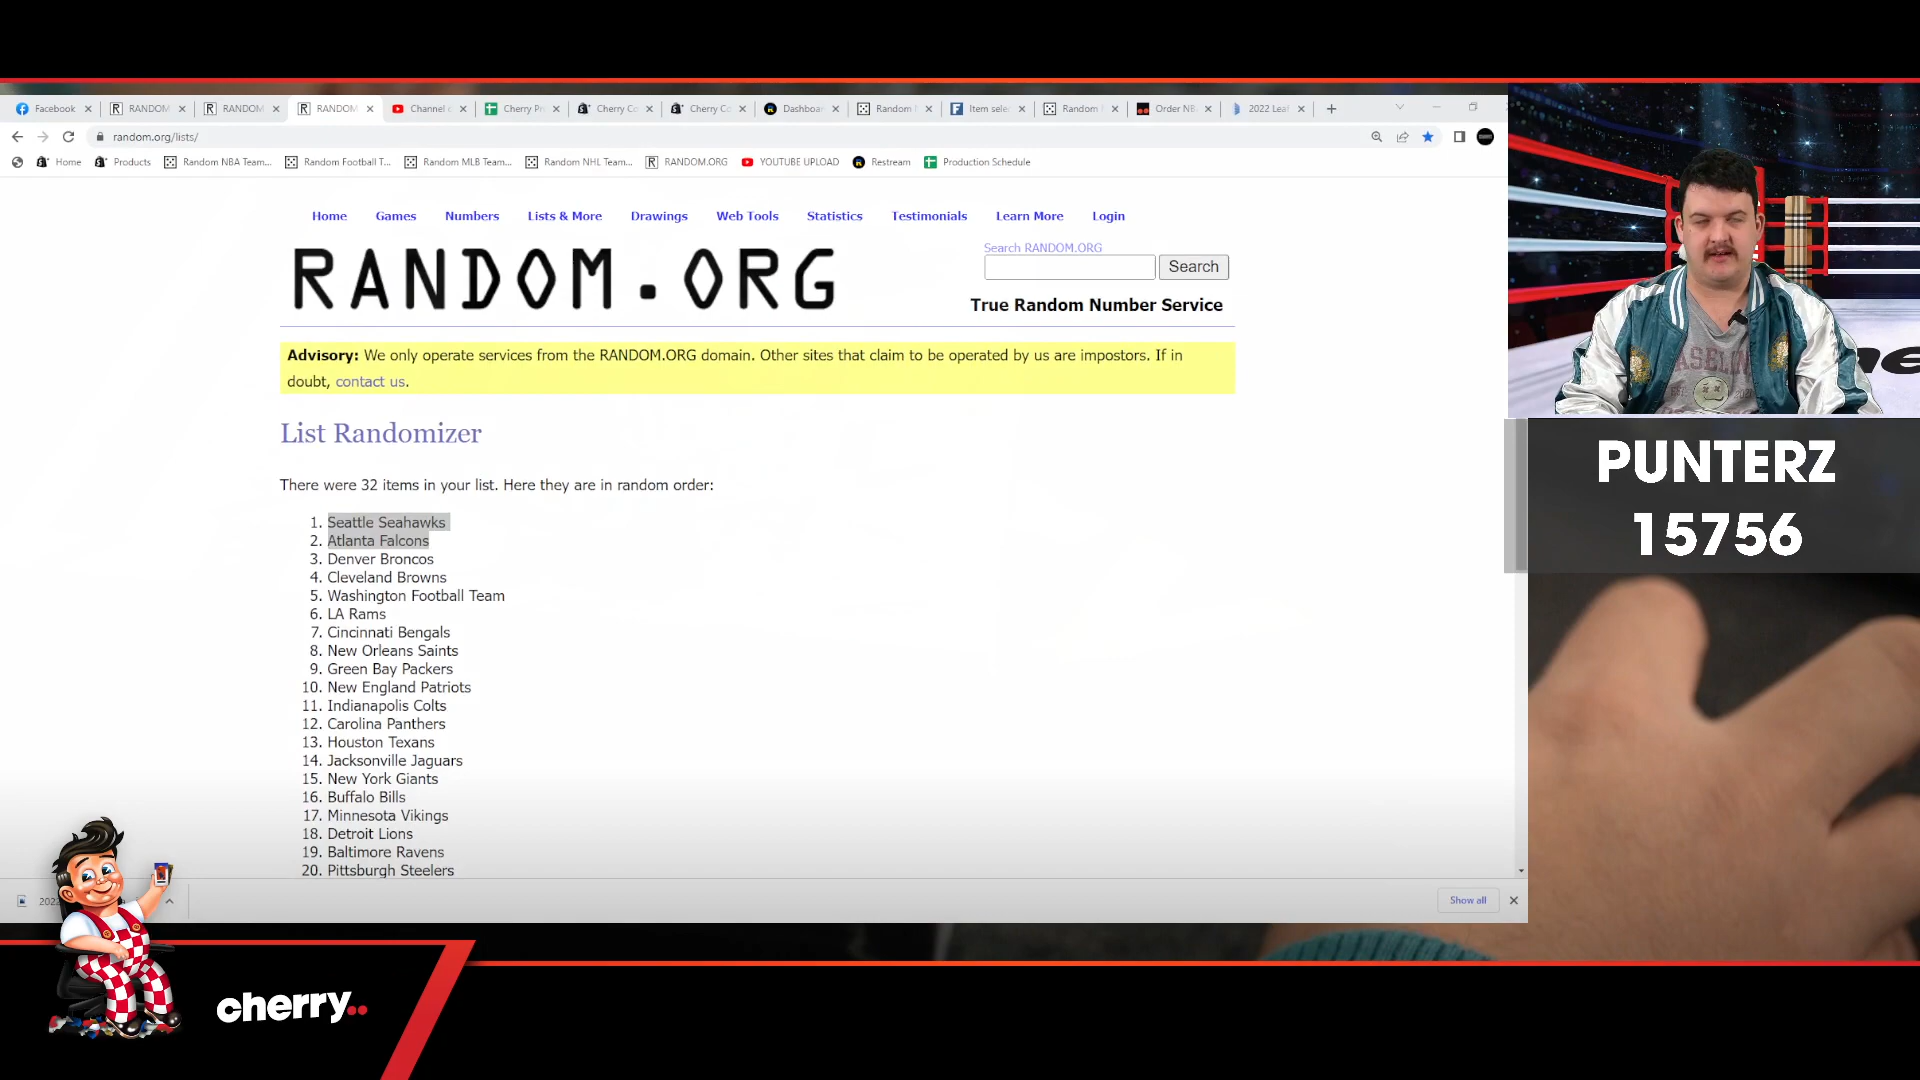 Facebook
RANDOM
RANDOM
RANDOM
Channel c
Cherry Pr
Cherry Co
Cherry Co
Dashboar
Random
Item sele
Random
Order NB
2022 Leaf
random.org/lists/
Home
Products
Random NBA Team...
Random Football T...
Random MLB Team...
Random NHL Team...
RANDOM.ORG
YOUTUBE UPLOAD
Restream
Production Schedule
Home Games Numbers Lists & More Drawings Web Tools Statistics Testimonials Learn More Login
RANDOM.ORG
Search RANDOM.ORG
Search
True Random Number Service
Advisory: We only operate services from the RANDOM.ORG domain. Other sites that claim to be operated by us are impostors. If in
doubt, contact us.
List Randomizer
There were 32 items in your list. Here they are in random order:
1. Seattle Seahawks
2. Atlanta Falcons
3. Denver Broncos
4. Cleveland Browns
5. Washington Football Team
6. LA Rams
7. Cincinnati Bengals
8. New Orleans Saints
9. Green Bay Packers
10. New England Patriots
11. Indianapolis Colts
12. Carolina Panthers
13. Houston Texans
14. Jacksonville Jaguars
15. New York Giants
16. Buffalo Bills
17. Minnesota Vikings
18. Detroit Lions
19. Baltimore Ravens
20. Pittsburgh Steelers
Show all
PUNTERZ
15756
cherry..